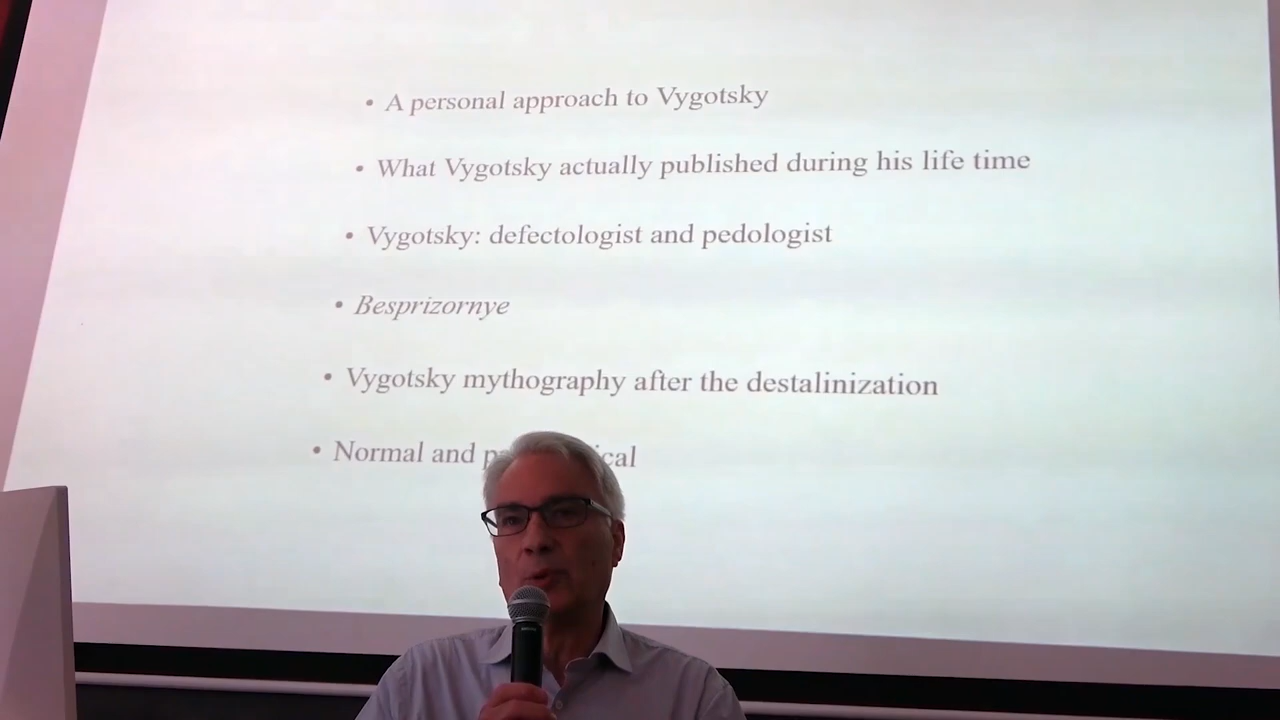 • A personal approach to Vygotsky
• What Vygotsky actually published during his life time
• Vygotsky: defectologist and pedologist
• Besprizornye
• Vygotsky mythography after the destalinization
• Normal and